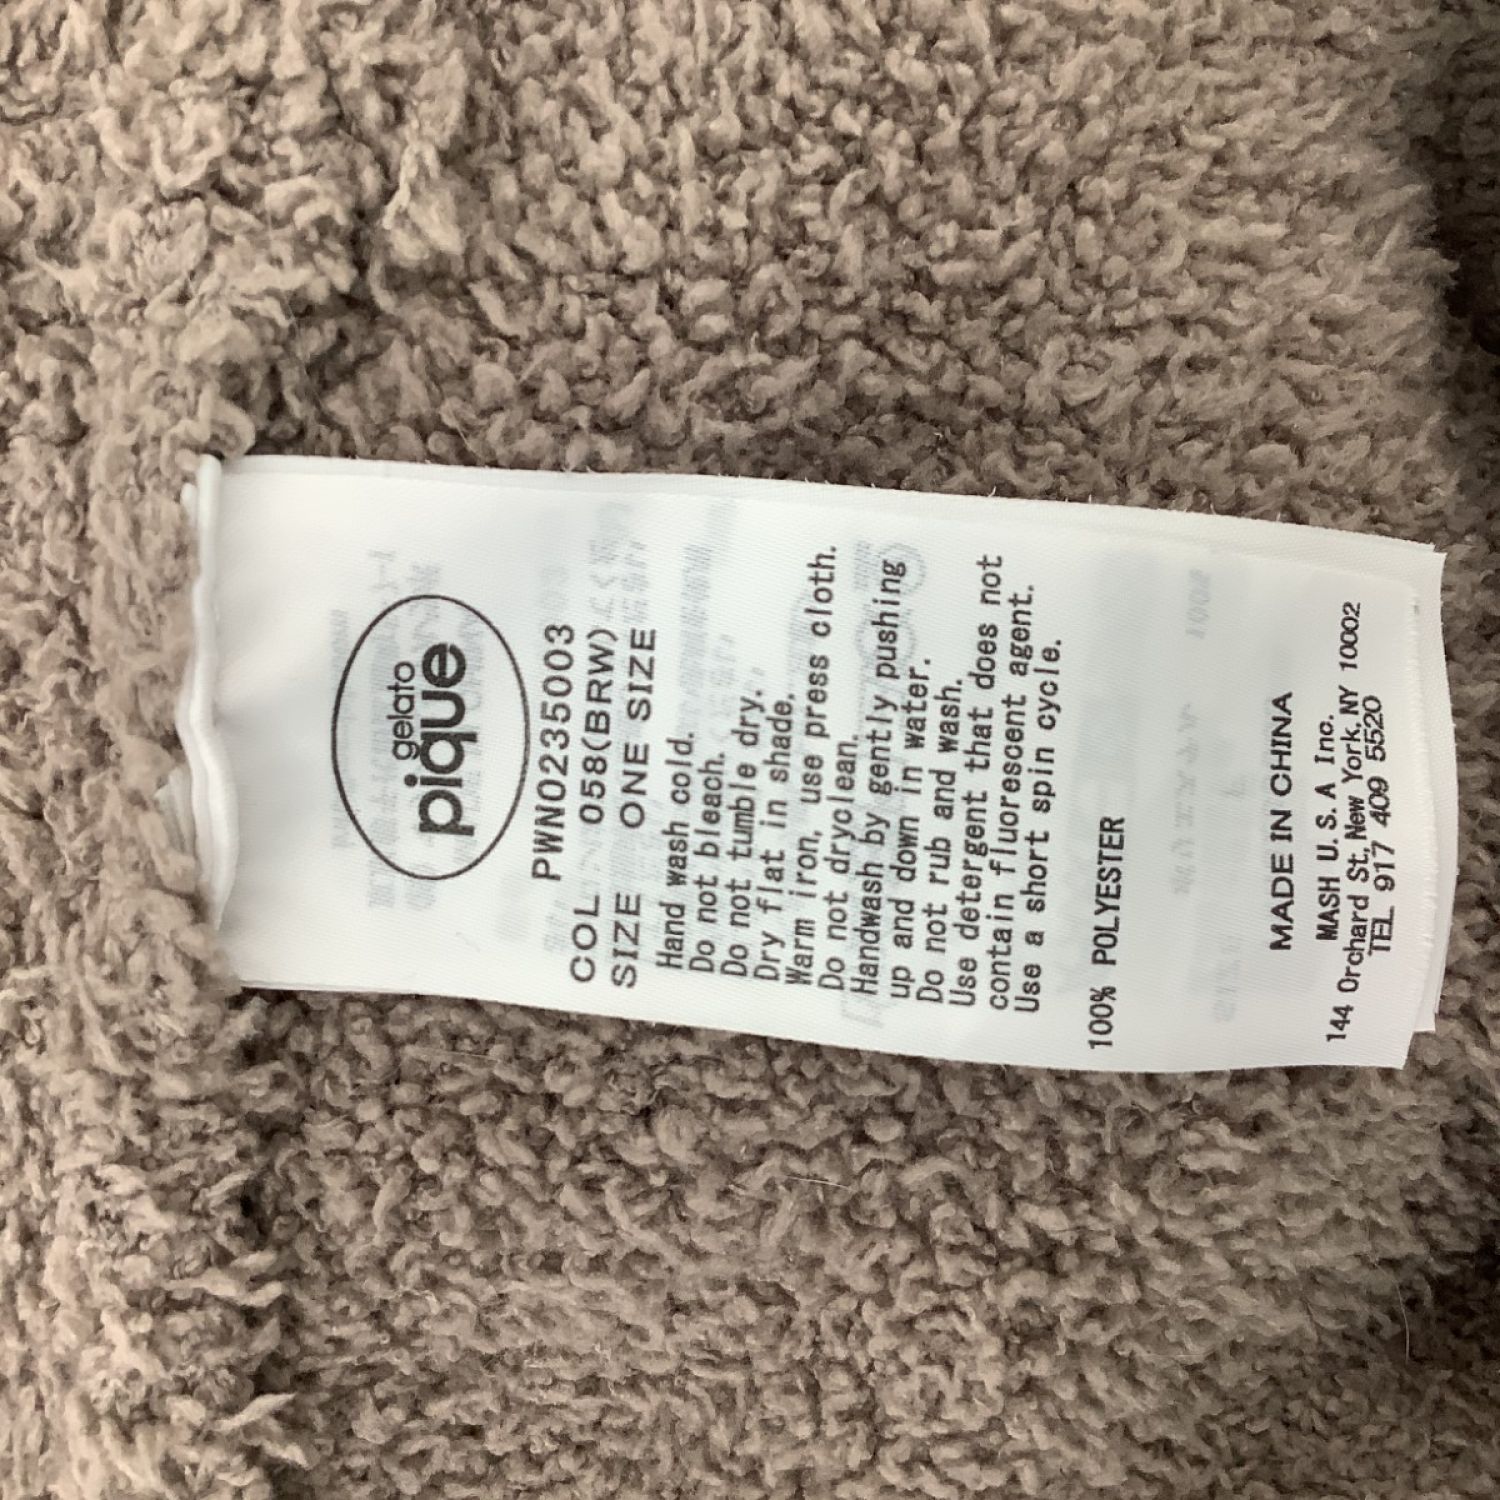 gelato
pique
PWNO235003
COL 058(BRW)
SIZE ONE SIZE
Hand wash cold.
Do not bleach.
Do not tumble dry.
Dry flat in shade.
Warm iron, use press cloth.
Do not dryclean.
Handwash by gently pushing
up and down in water.
Do not rub and wash.
Use detergent that does not
contain fluorescent agent.
Use a short spin cycle.
100% POLYESTER
MADE IN CHINA
MASH U. S. A Inc.
144 Orchard St, New York, NY 10002
TEL 917 409 5520